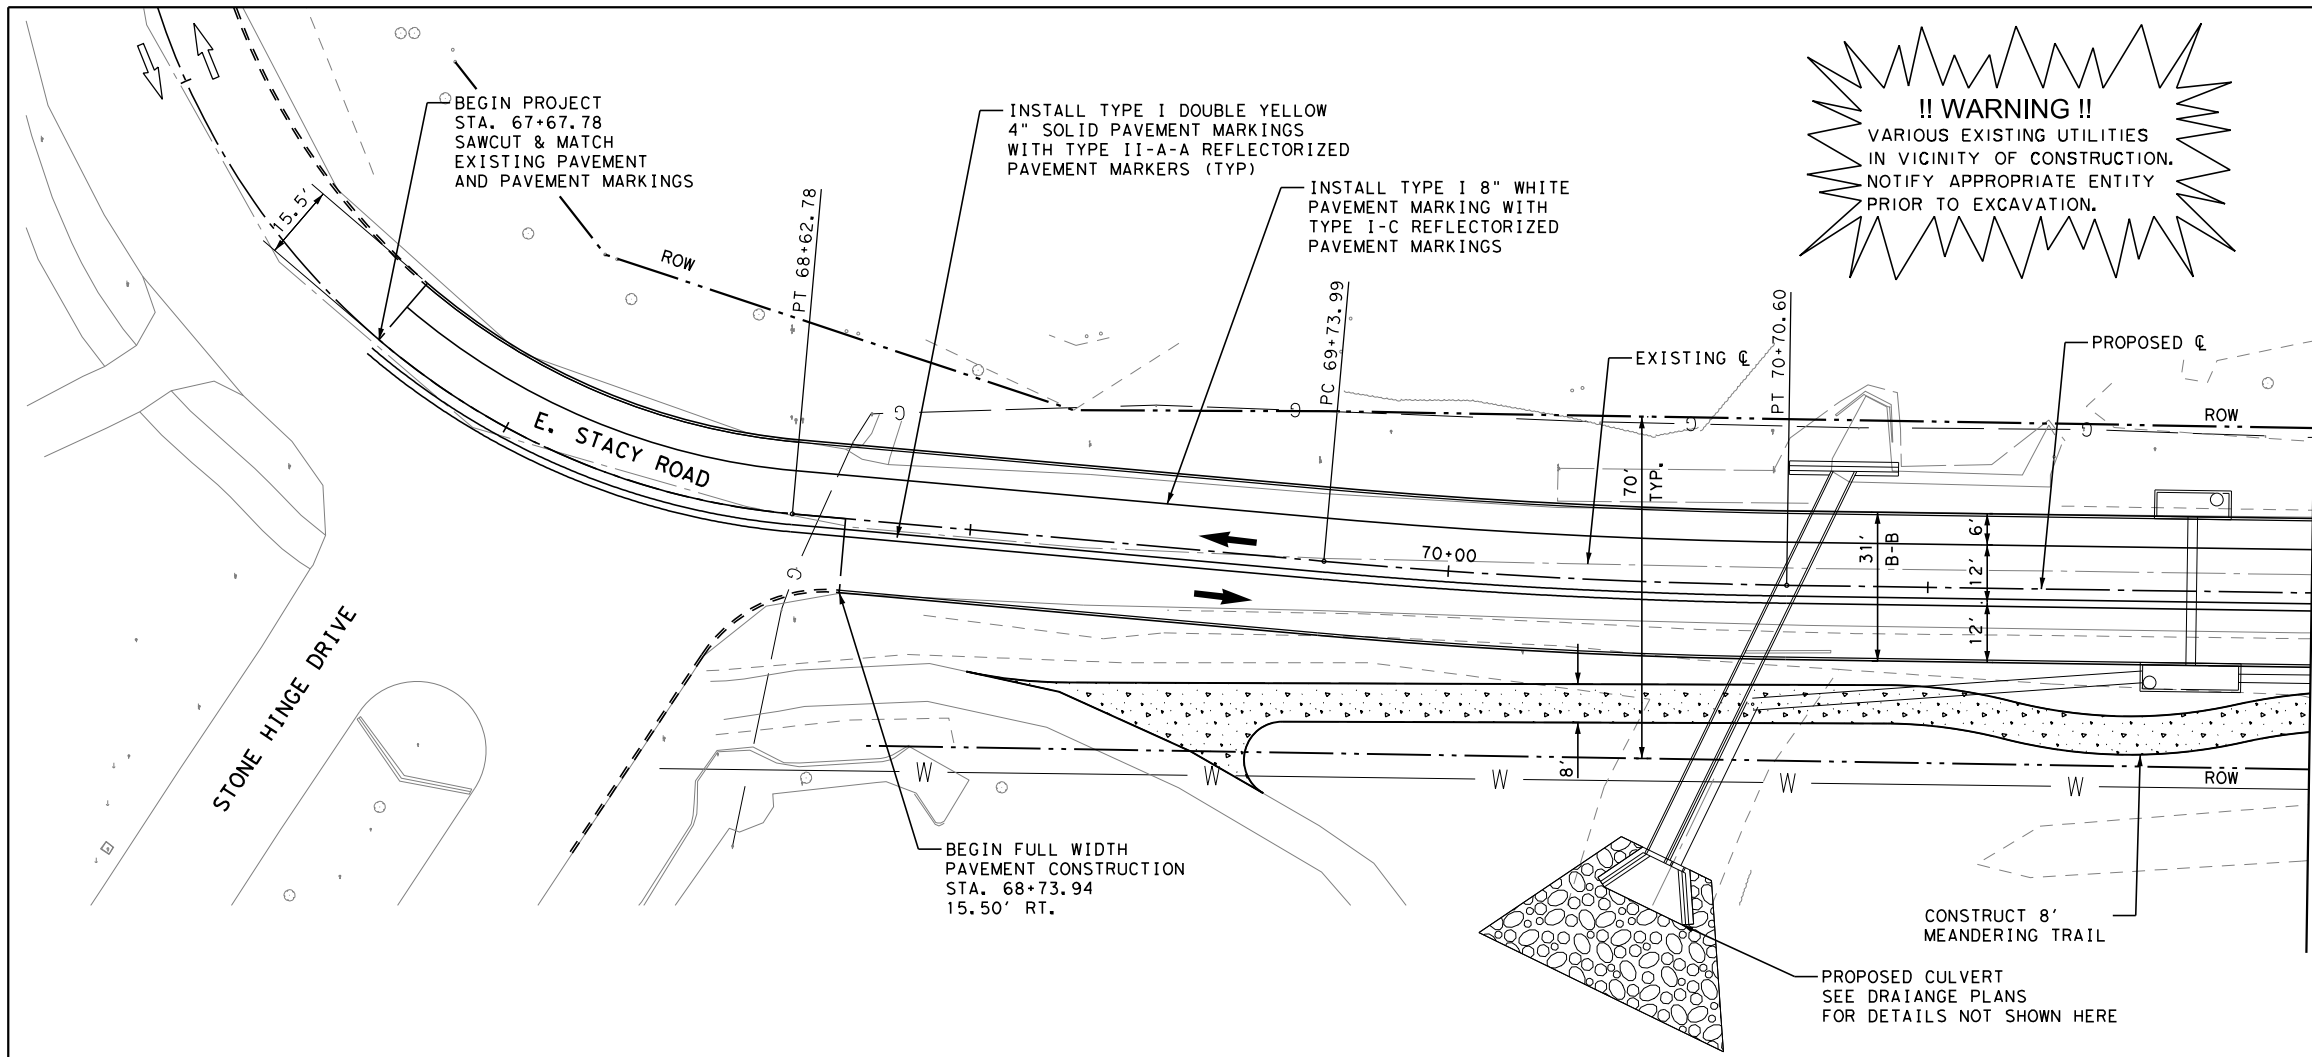 !! WARNING !!
VARIOUS EXISTING UTILITIES
IN VICINITY OF CONSTRUCTION.
NOTIFY APPROPRIATE ENTITY
PRIOR TO EXCAVATION.
BEGIN PROJECT
STA. 67+67.78
SAWCUT & MATCH
EXISTING PAVEMENT
AND PAVEMENT MARKINGS
INSTALL TYPE I DOUBLE YELLOW
4" SOLID PAVEMENT MARKINGS
WITH TYPE II-A-A REFLECTORIZED
PAVEMENT MARKERS (TYP)
INSTALL TYPE I 8" WHITE
PAVEMENT MARKING WITH
TYPE I-C REFLECTORIZED
PAVEMENT MARKINGS
15.5'
ROW
PT 68+62.78
PC 69+73.99
PT 70+70.60
EXISTING ℄
PROPOSED ℄
G
G
G
G
ROW
E. STACY ROAD
70'
TYP.
70+00
31'
B-B
6'
12'
12'
G
STONE HINGE DRIVE
8'
W
W
W
W
W
ROW
BEGIN FULL WIDTH
PAVEMENT CONSTRUCTION
STA. 68+73.94
15.50' RT.
CONSTRUCT 8'
MEANDERING TRAIL
PROPOSED CULVERT
SEE DRAIANGE PLANS
FOR DETAILS NOT SHOWN HERE